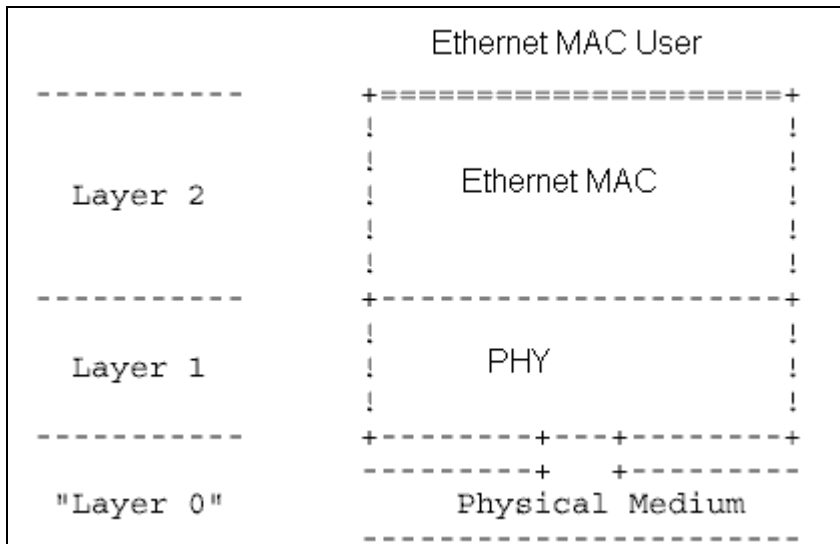 Ethernet MAC User
Layer 2 Ethernet MAC
Layer 1 PHY
"Layer 0" Physical Medium